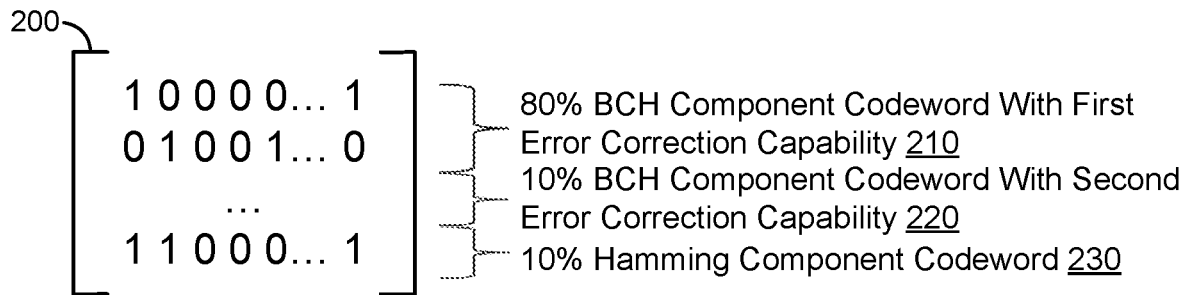 200
1 0 0 0 0... 1
0 1 0 0 1... 0
...
1 1 0 0 0... 1
80% BCH Component Codeword With First
Error Correction Capability 210
10% BCH Component Codeword With Second
Error Correction Capability 220
10% Hamming Component Codeword 230